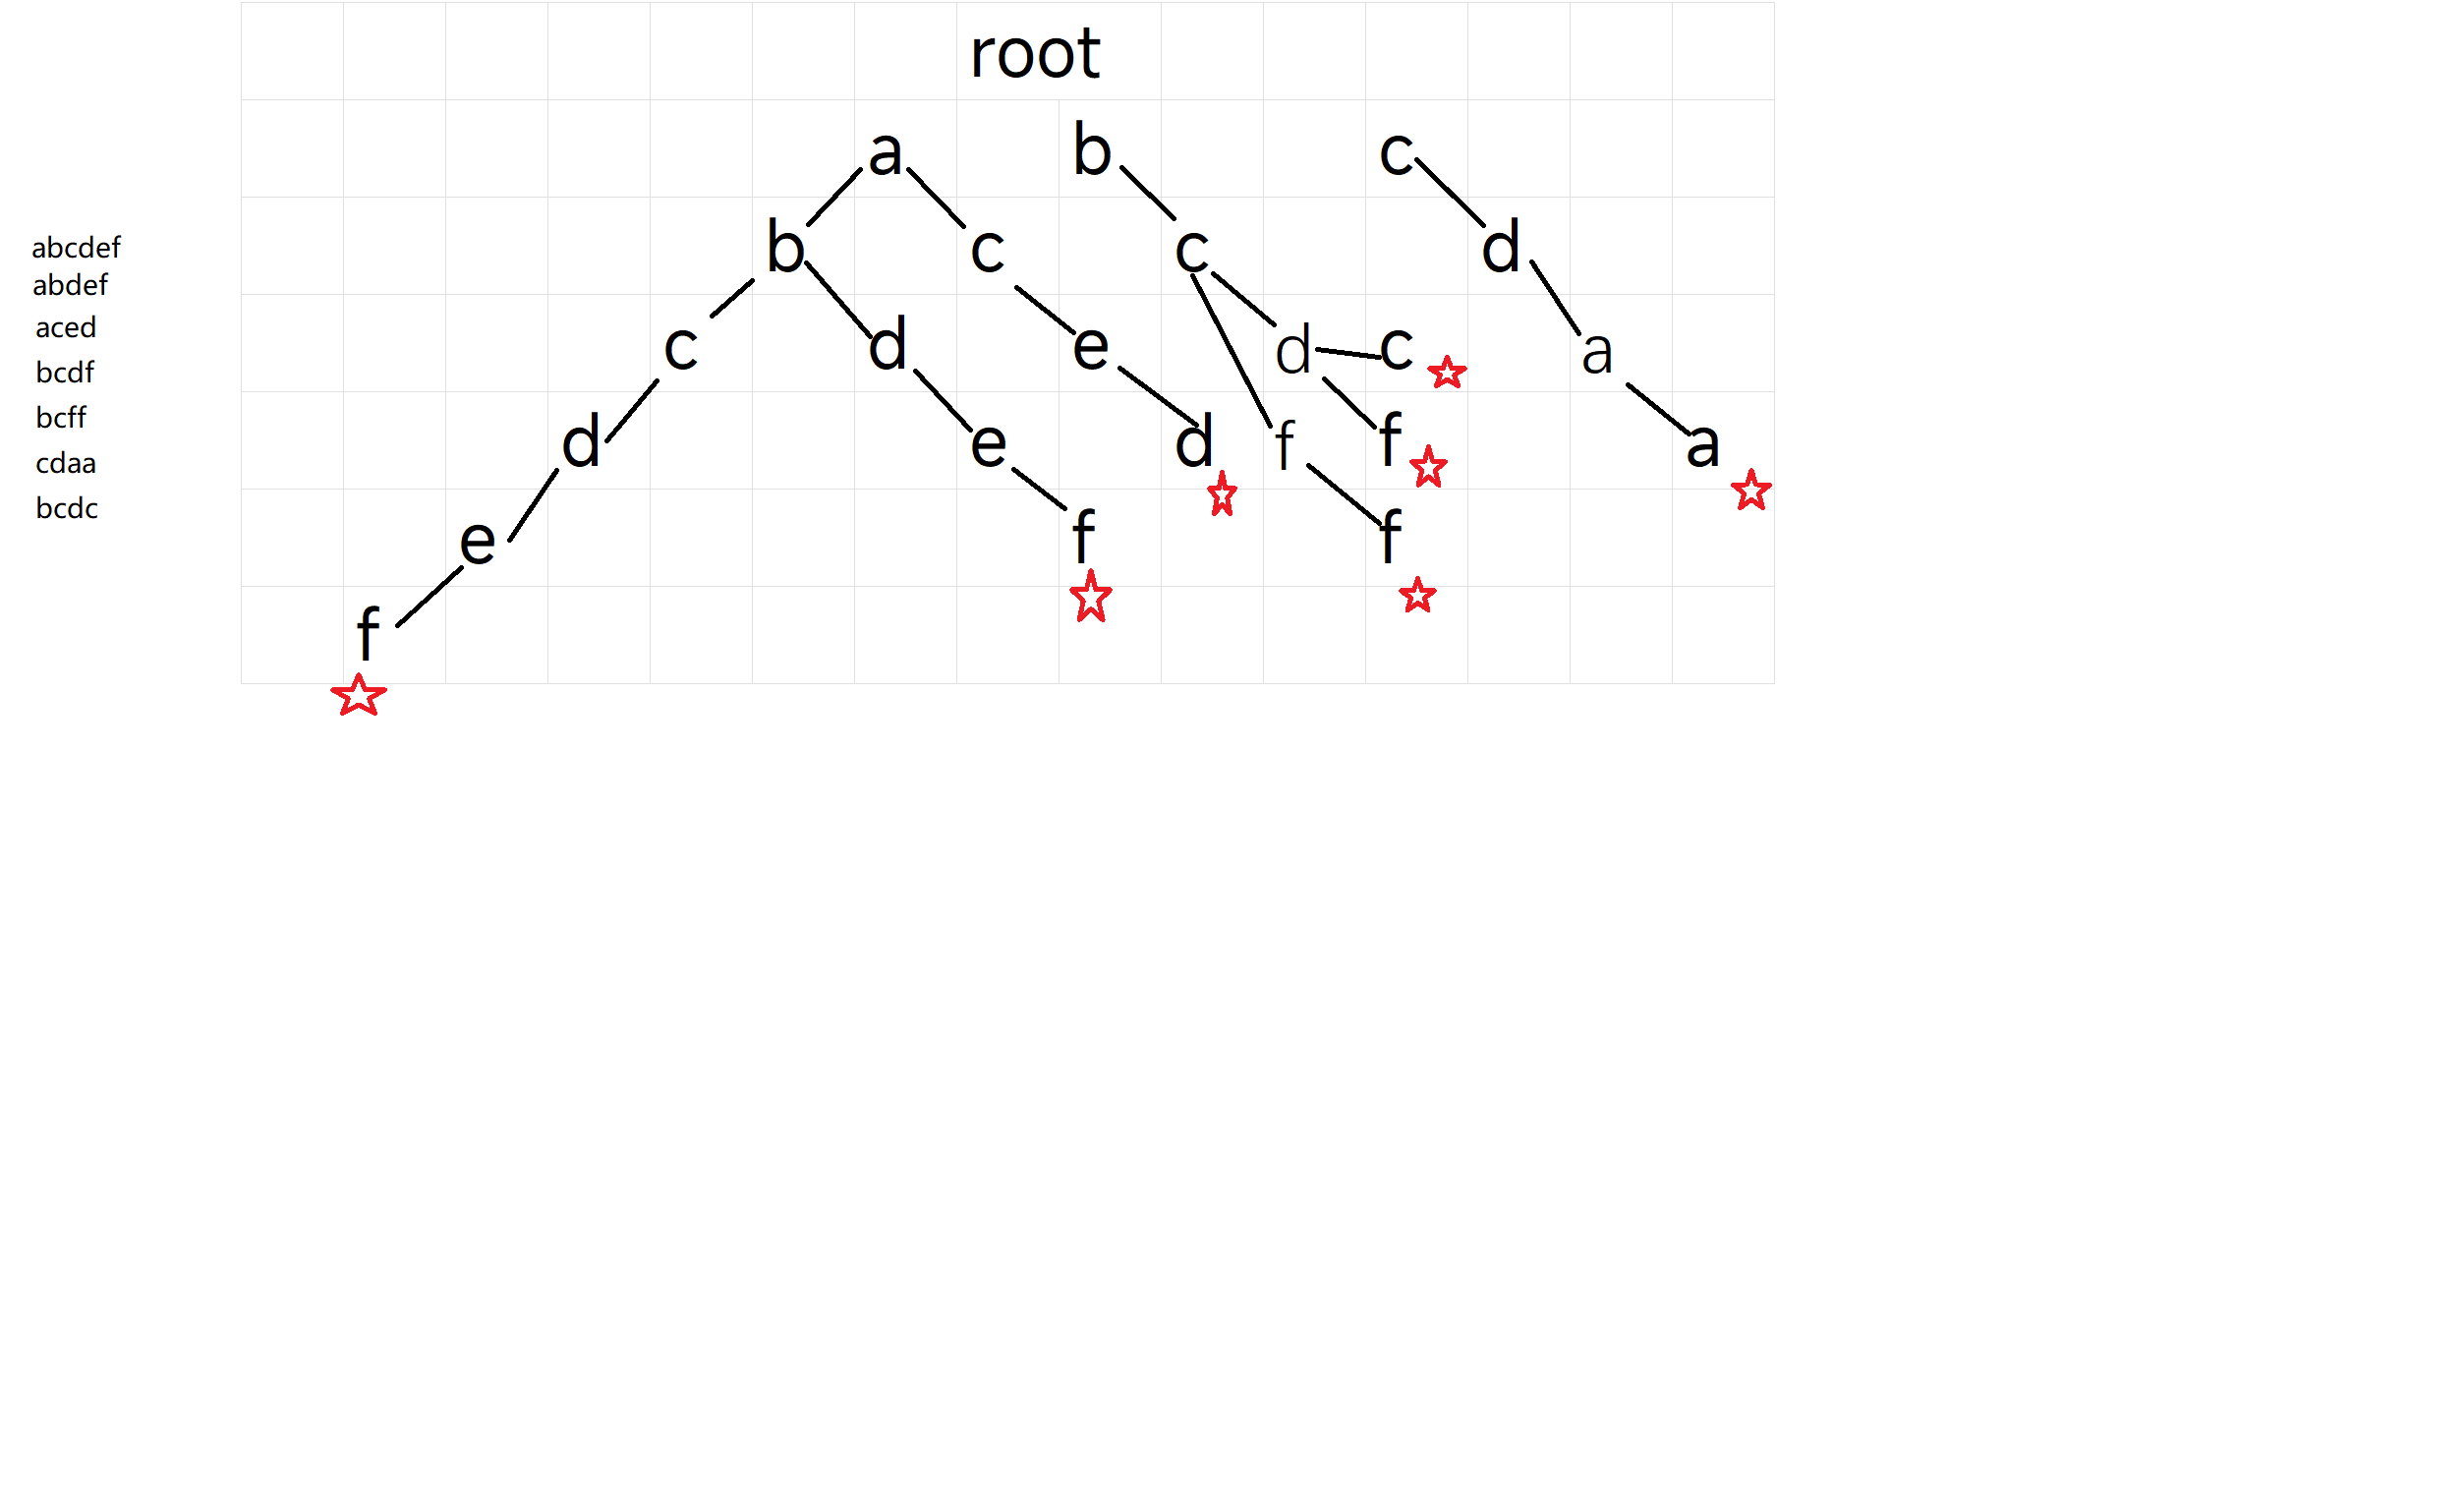 root
a b c
b c c d
abcdef
abdef
aced
bcdf
bcff
cdaa
bcdc
c d e d c a
d e d f f a
e f f
f